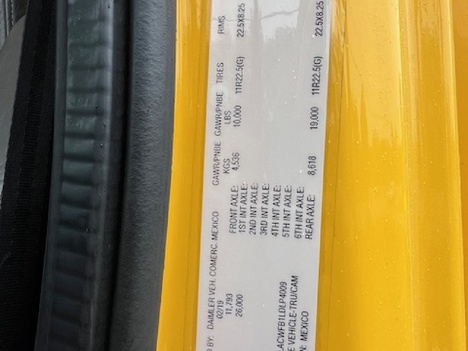 D BY: DAIMLER VEH. COMERC. MEXICO GAWR/PNBE GAWR/PNBE TIRES RIMS
02/19 KGS LBS
11,793 FRONT AXLE: 4,536 10,000 11R22.5(G) 22.5X8.25
26,000 1ST INT AXLE:
2ND INT AXLE:
3RD INT AXLE:
4TH INT AXLE:
5TH INT AXLE:
6TH INT AXLE:
REAR AXLE: 8,618 19,000 11R22.5(G) 22.5X8.25
ACWFB1LDLP4009
E VEHICLE-TRU/CAM
N: MEXICO